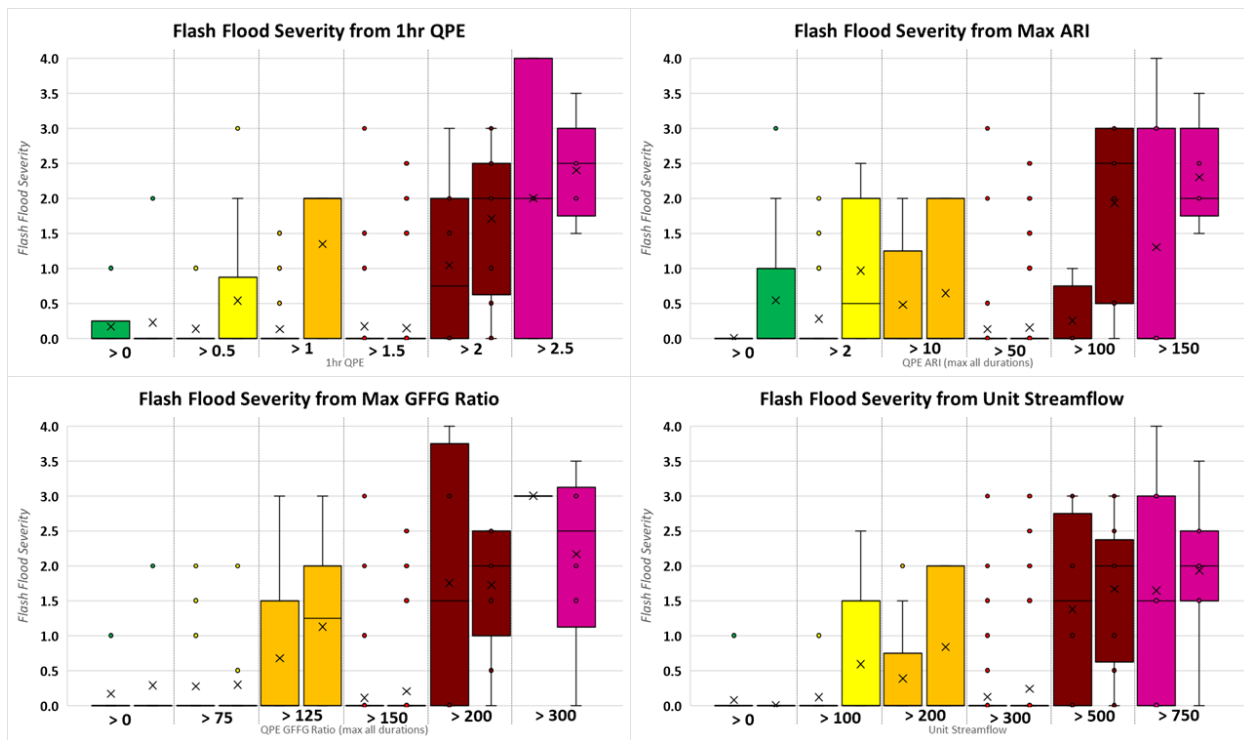 Flash Flood Severity from 1hr QPE
Flash Flood Severity
4.0
3.5
3.0
2.5
2.0
1.5
1.0
0.5
0.0
> 0 > 0.5 > 1 > 1.5 > 2 > 2.5
1hr QPE
Flash Flood Severity from Max ARI
Flash Flood Severity
4.0
3.5
3.0
2.5
2.0
1.5
1.0
0.5
0.0
> 0 > 2 > 10 > 50 > 100 > 150
QPE ARI (max all durations)
Flash Flood Severity from Max GFFG Ratio
Flash Flood Severity
4.0
3.5
3.0
2.5
2.0
1.5
1.0
0.5
0.0
> 0 > 75 > 125 > 150 > 200 > 300
QPE GFFG Ratio (max all durations)
Flash Flood Severity from Unit Streamflow
Flash Flood Severity
4.0
3.5
3.0
2.5
2.0
1.5
1.0
0.5
0.0
> 0 > 100 > 200 > 300 > 500 > 750
Unit Streamflow